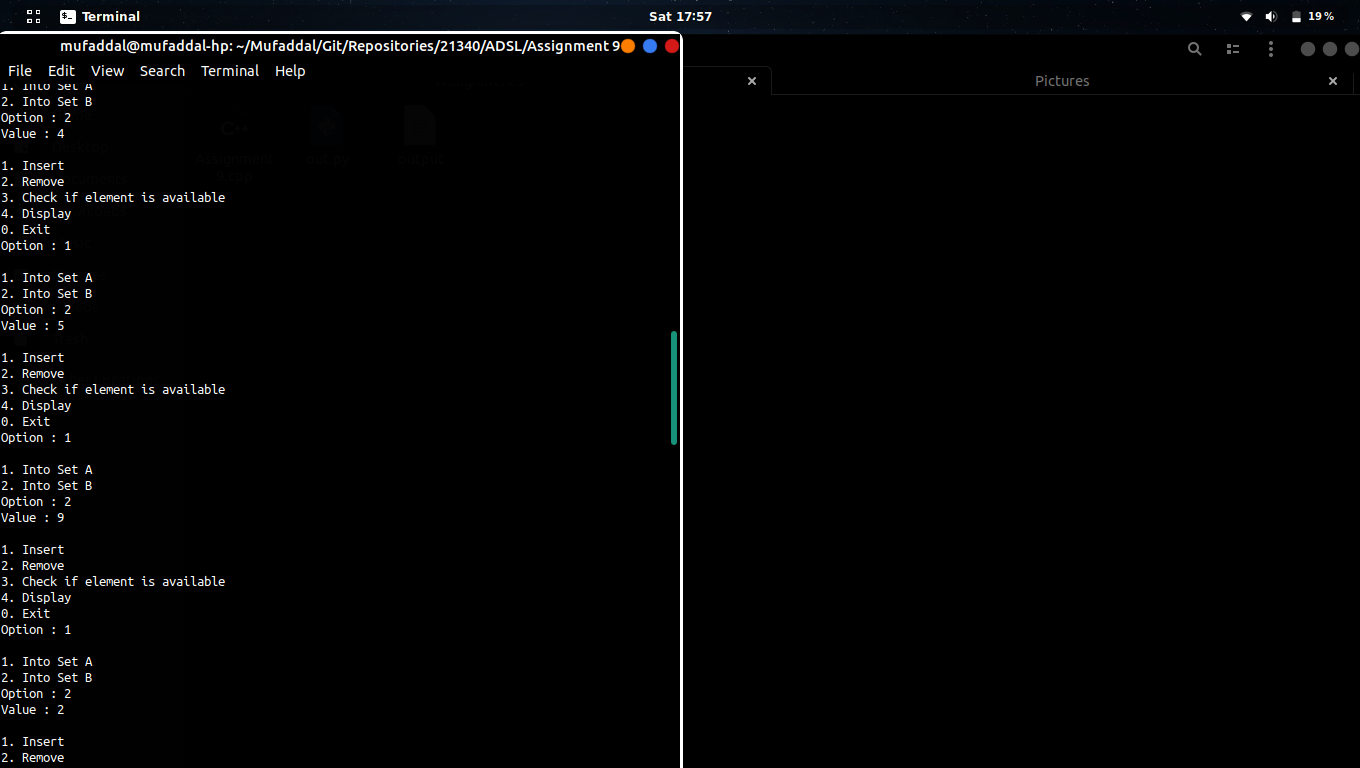 Terminal
Sat 17:57
19 %
mufaddal@mufaddal-hp: ~/Mufaddal/Git/Repositories/21340/ADSL/Assignment 9
File Edit View Search Terminal Help
Pictures
1. Into Set A
2. Into Set B
Option : 2
Value : 4
1. Insert
2. Remove
3. Check if element is available
4. Display
0. Exit
Option : 1
1. Into Set A
2. Into Set B
Option : 2
Value : 5
1. Insert
2. Remove
3. Check if element is available
4. Display
0. Exit
Option : 1
1. Into Set A
2. Into Set B
Option : 2
Value : 9
1. Insert
2. Remove
3. Check if element is available
4. Display
0. Exit
Option : 1
1. Into Set A
2. Into Set B
Option : 2
Value : 2
1. Insert
2. Remove